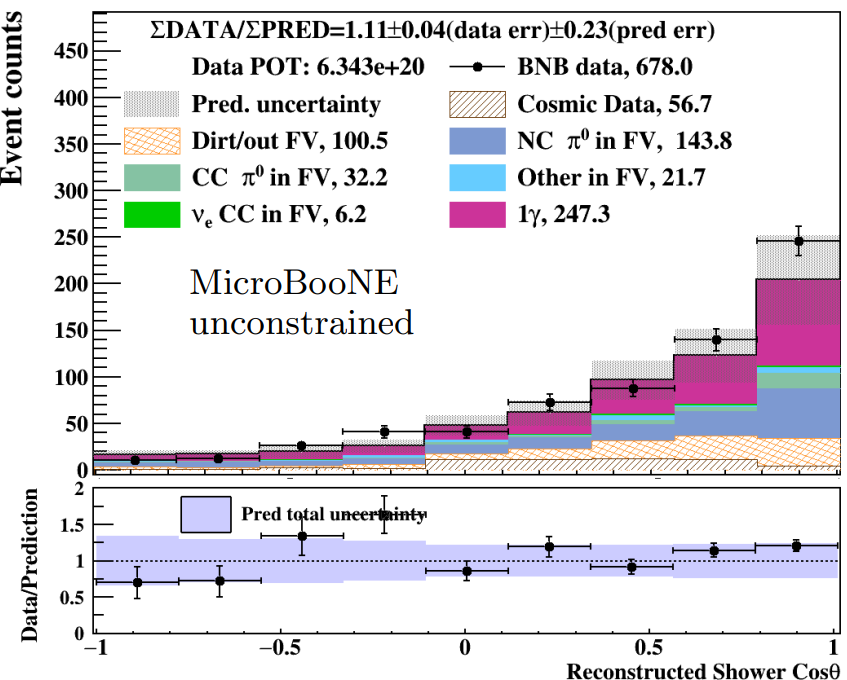 ΣDATA/ΣPRED=1.11±0.04(data err)±0.23(pred err)
Data POT: 6.343e+20
BNB data, 678.0
Pred. uncertainty
Cosmic Data, 56.7
Dirt/out FV, 100.5
NC π⁰ in FV, 143.8
CC π⁰ in FV, 32.2
Other in FV, 21.7
νₑ CC in FV, 6.2
1γ, 247.3
MicroBooNE
unconstrained
Event counts
450
400
350
300
250
200
150
100
50
0
Pred total uncertainty
Data/Prediction
2
1.5
1
0.5
0
−1
−0.5
0
0.5
1
Reconstructed Shower Cosθ